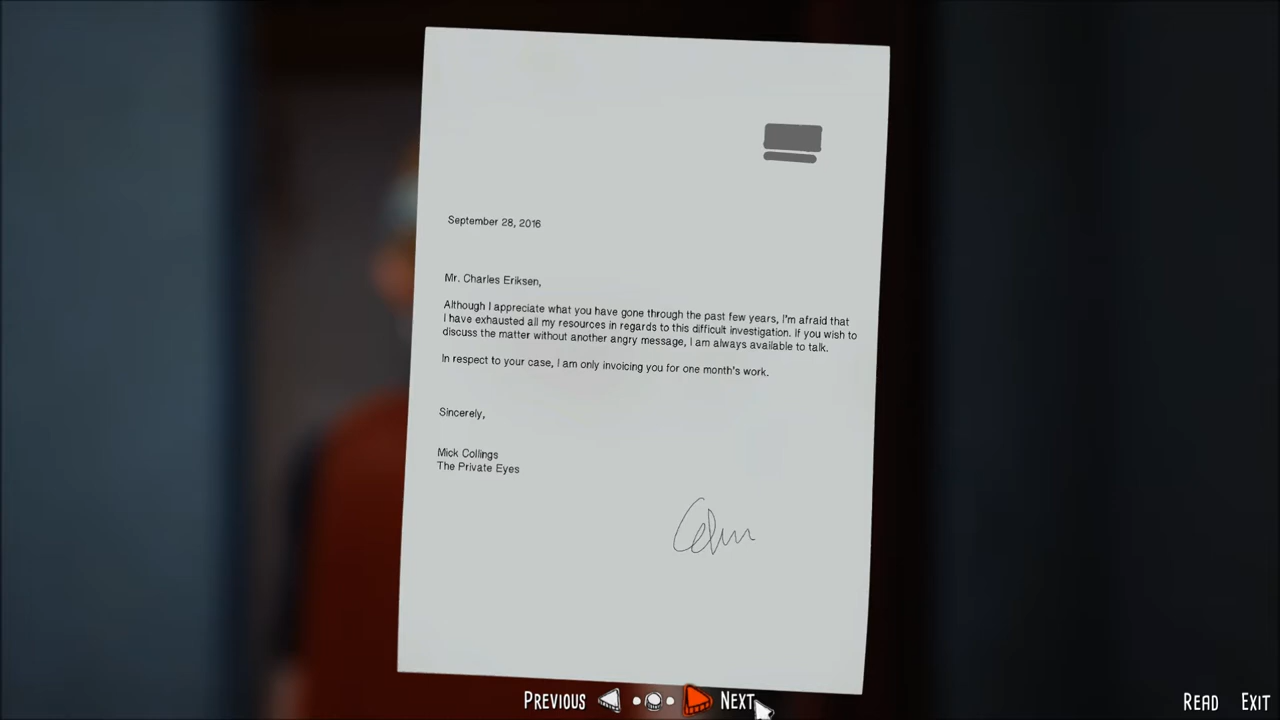 September 28, 2016
Mr. Charles Eriksen,
Although I appreciate what you have gone through the past few years, I'm afraid that
I have exhausted all my resources in regards to this difficult investigation. If you wish to
discuss the matter without another angry message, I am always available to talk.
In respect to your case, I am only invoicing you for one month's work.
Sincerely,
Mick Collings
The Private Eyes
PREVIOUS NEXT
READ EXIT